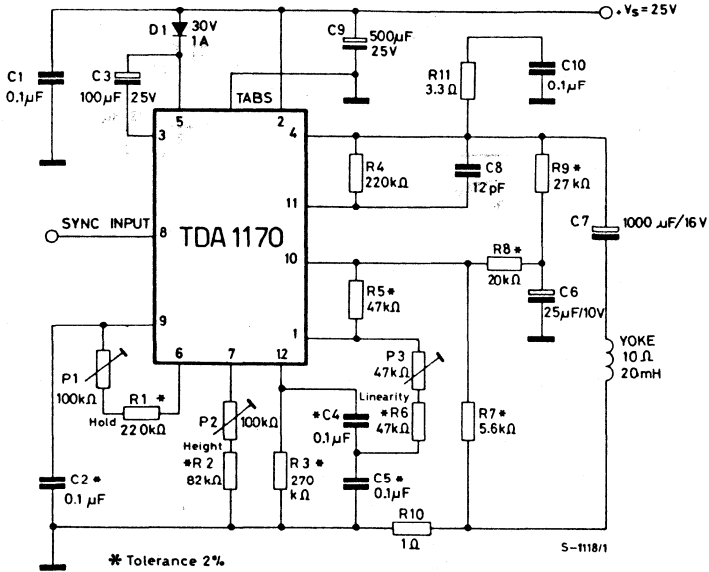 D1
30V
1A
C9
500µF
25V
+ Vs = 25V
C1
0.1µF
C3
100µF 25V
TABS
R11
3.3Ω
C10
0.1µF
5
2
3
4
R4
220kΩ
C8
12pF
R9*
27kΩ
11
SYNC INPUT
8
TDA 1170
C7
1000 µF/16V
10
R8*
20kΩ
R5*
47kΩ
C6
25µF/10V
9
1
6
7
12
P1
100kΩ
Hold
R1 *
220kΩ
P2
100kΩ
Height
*R2
82kΩ
R3*
270
kΩ
P3
47kΩ
Linearity
*R6
47kΩ
*C4
0.1µF
C5*
0.1µF
R7*
5.6kΩ
YOKE
10Ω
20mH
C2*
0.1µF
R10
1Ω
S-1118/1
* Tolerance 2%